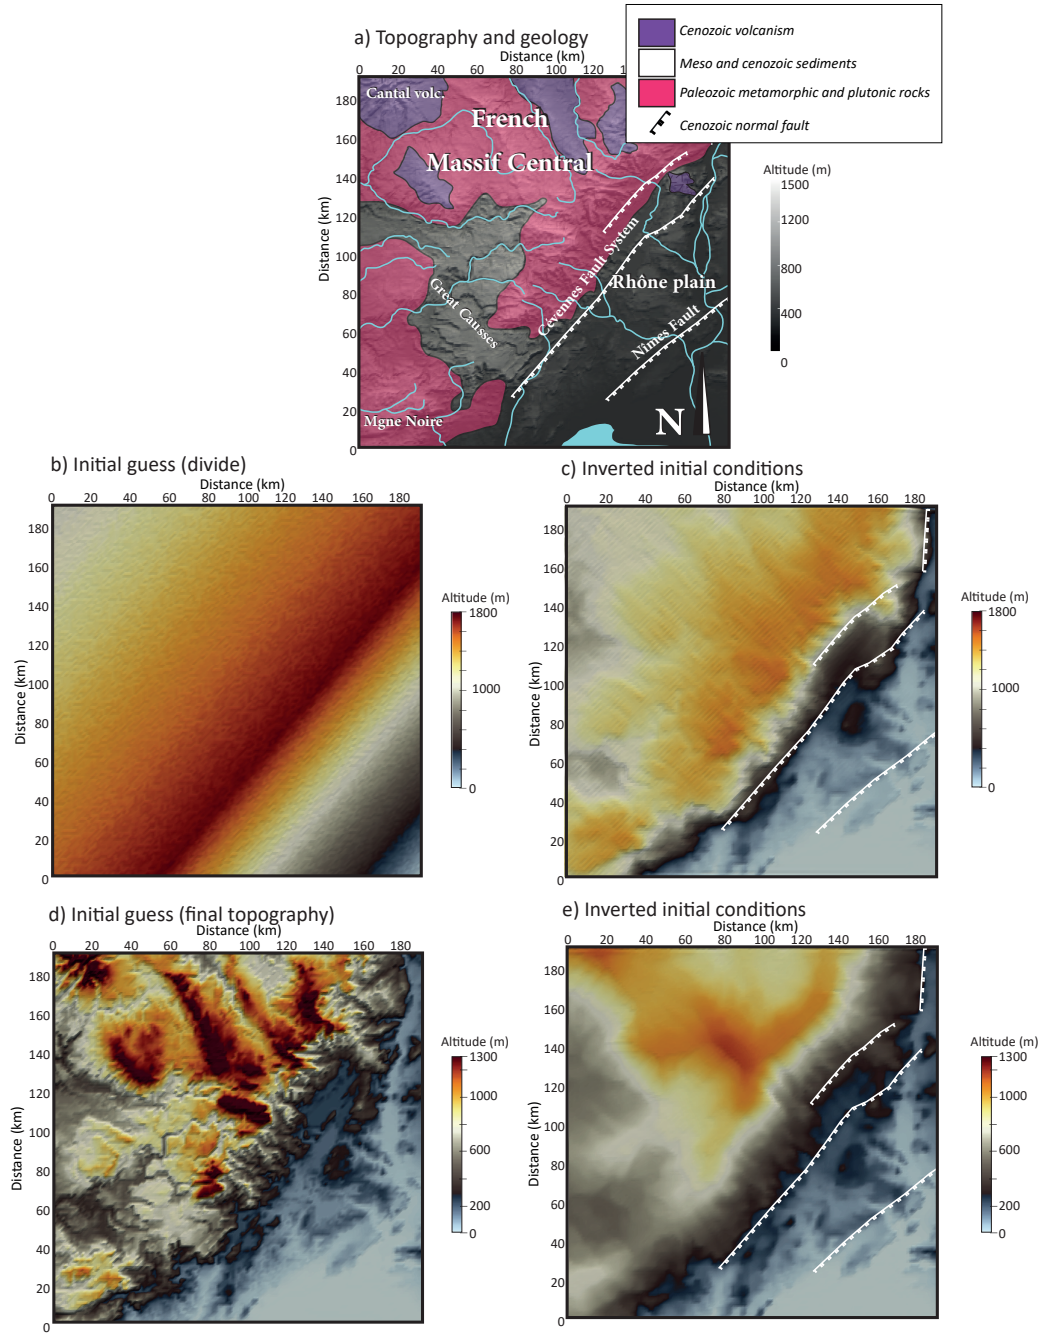 a) Topography and geology
Distance (km)
0 20 40 60 80 100 120 1
Cenozoic volcanism
Meso and cenozoic sediments
Paleozoic metamorphic and plutonic rocks
Cenozoic normal fault
Distance (km)
180
160
140
120
100
80
60
40
20
0
Cantal volc.
French
Massif Central
Great Causses
Cévennes Fault System
Rhône plain
Nîmes Fault
Mgne Noire
N
Altitude (m)
1500
1200
800
400
0
b) Initial guess (divide)
Distance (km)
0 20 40 60 80 100 120 140 160 180
Distance (km)
180
160
140
120
100
80
60
40
20
0
Altitude (m)
1800
1000
0
c) Inverted initial conditions
Distance (km)
0 20 40 60 80 100 120 140 160 180
Distance (km)
180
160
140
120
100
80
60
40
20
0
Altitude (m)
1800
1000
0
d) Initial guess (final topography)
Distance (km)
0 20 40 60 80 100 120 140 160 180
Distance (km)
180
160
140
120
100
80
60
40
20
0
Altitude (m)
1300
1000
600
200
0
e) Inverted initial conditions
Distance (km)
0 20 40 60 80 100 120 140 160 180
Distance (km)
180
160
140
120
100
80
60
40
20
0
Altitude (m)
1300
1000
600
200
0